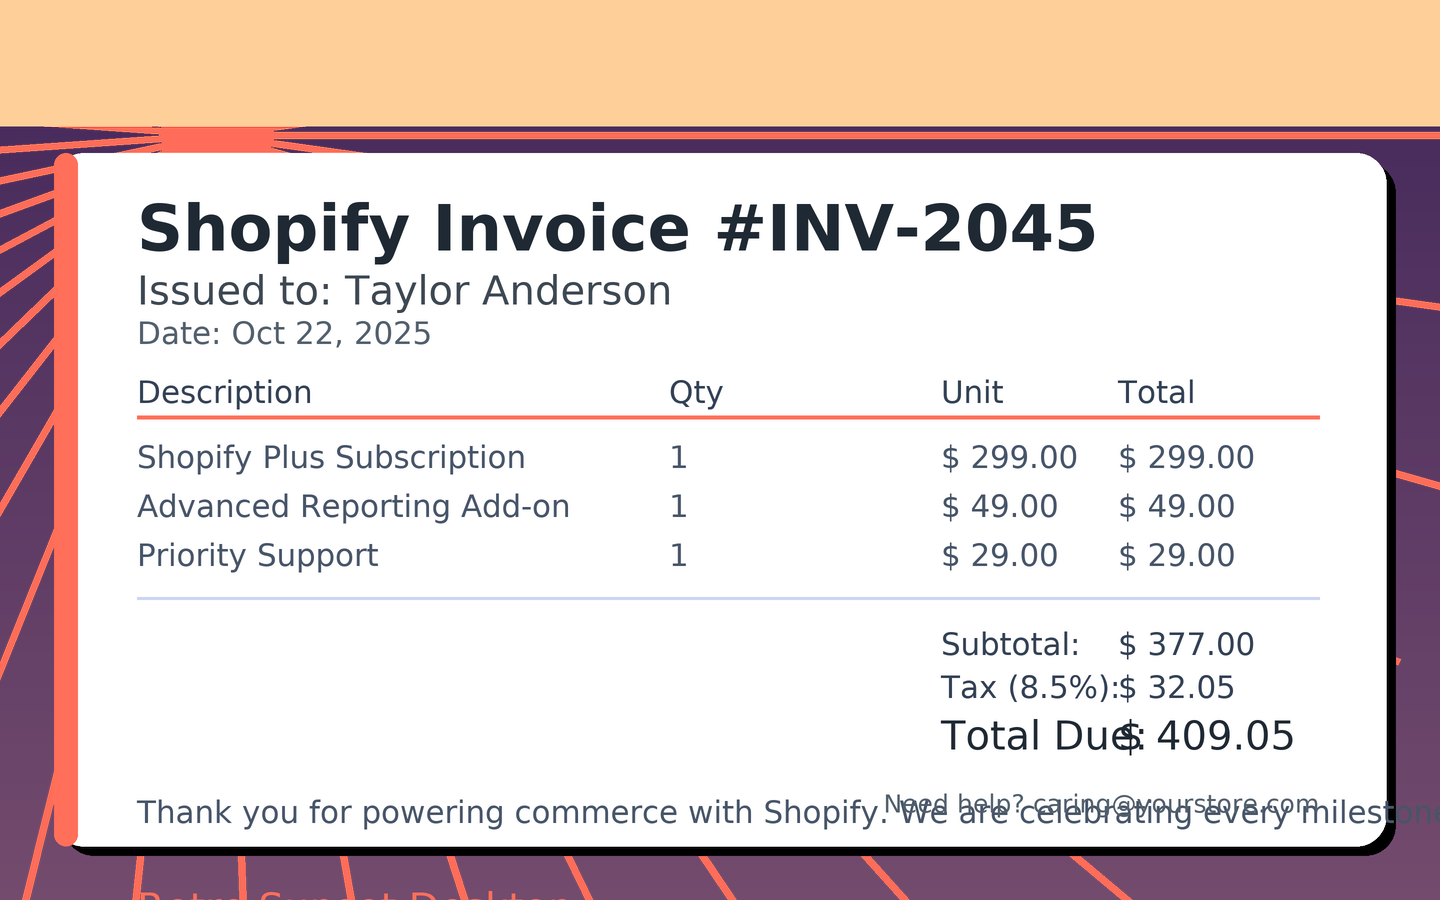 Shopify Invoice #INV-2045
Issued to: Taylor Anderson
Date: Oct 22, 2025
Description Qty Unit Total
Shopify Plus Subscription 1 $ 299.00 $ 299.00
Advanced Reporting Add-on 1 $ 49.00 $ 49.00
Priority Support 1 $ 29.00 $ 29.00
Subtotal: $ 377.00
Tax (8.5%): $ 32.05
Total Due: $ 409.05
Need help? caring@yourstore.com
Thank you for powering commerce with Shopify. We are celebrating every milestone
Retro Sunset Desktop